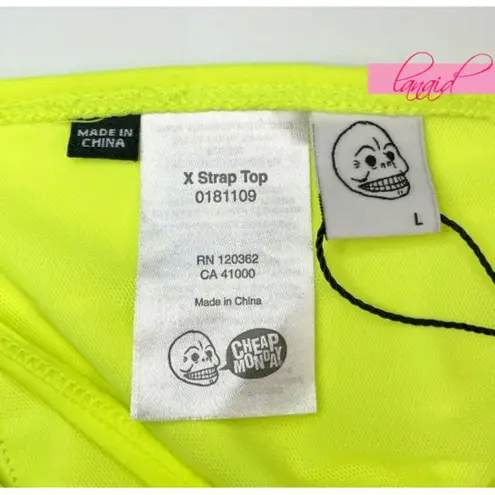 lanaid
MADE IN
CHINA
X Strap Top
0181109
RN 120362
CA 41000
Made in China
CHEAP
MONDAY
L